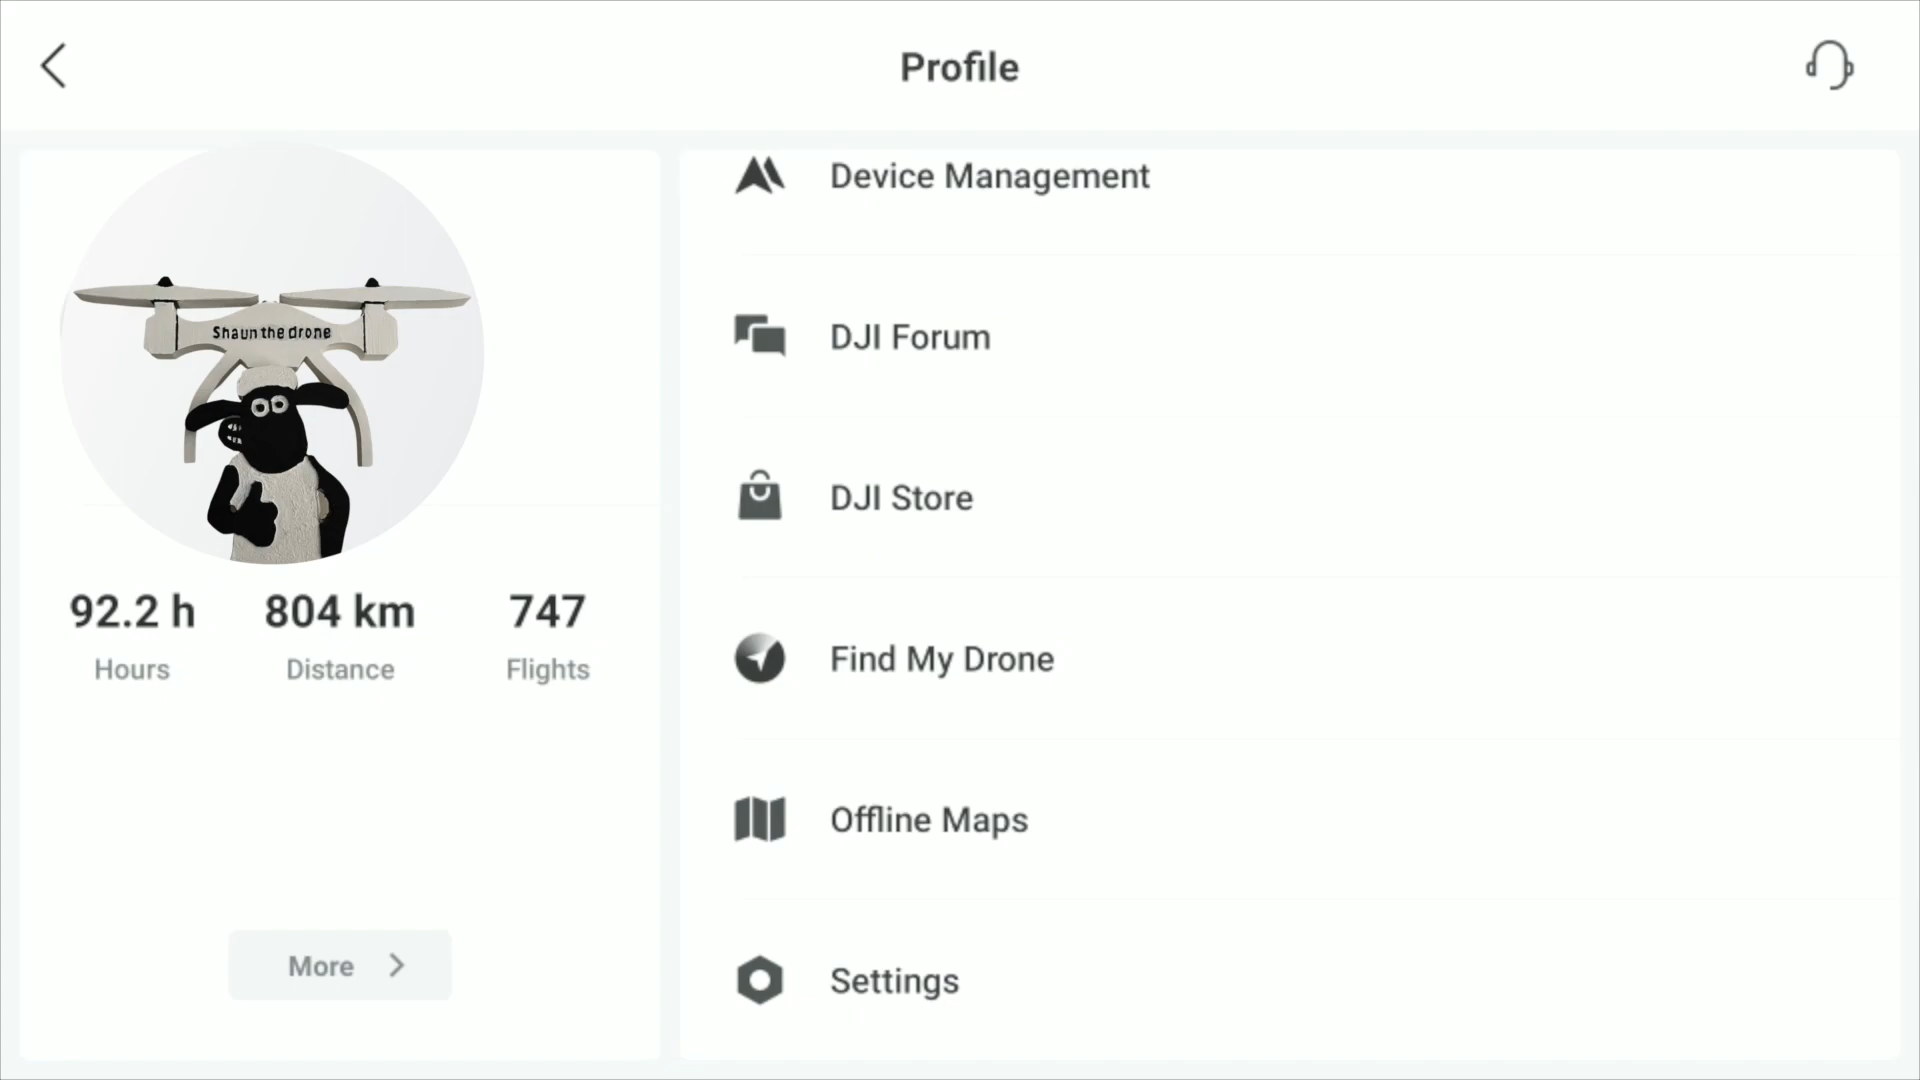 Profile
Shaun the drone
92.2 h
804 km
747
Hours
Distance
Flights
More
Device Management
DJI Forum
DJI Store
Find My Drone
Offline Maps
Settings